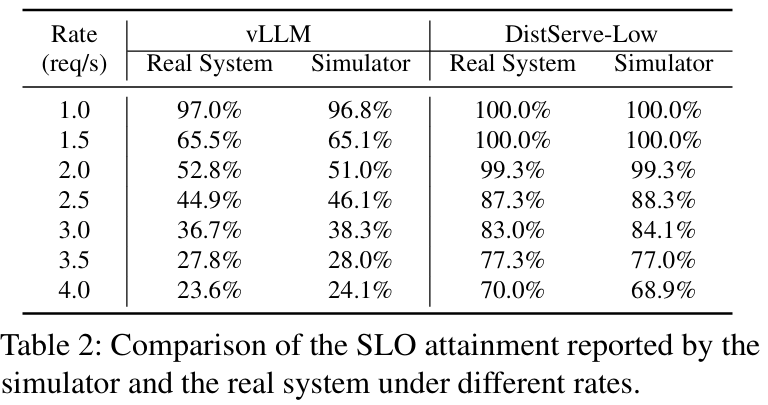 Rate vLLM DistServe-Low
(req/s) Real System Simulator Real System Simulator
1.0 97.0% 96.8% 100.0% 100.0%
1.5 65.5% 65.1% 100.0% 100.0%
2.0 52.8% 51.0% 99.3% 99.3%
2.5 44.9% 46.1% 87.3% 88.3%
3.0 36.7% 38.3% 83.0% 84.1%
3.5 27.8% 28.0% 77.3% 77.0%
4.0 23.6% 24.1% 70.0% 68.9%
Table 2: Comparison of the SLO attainment reported by the
simulator and the real system under different rates.